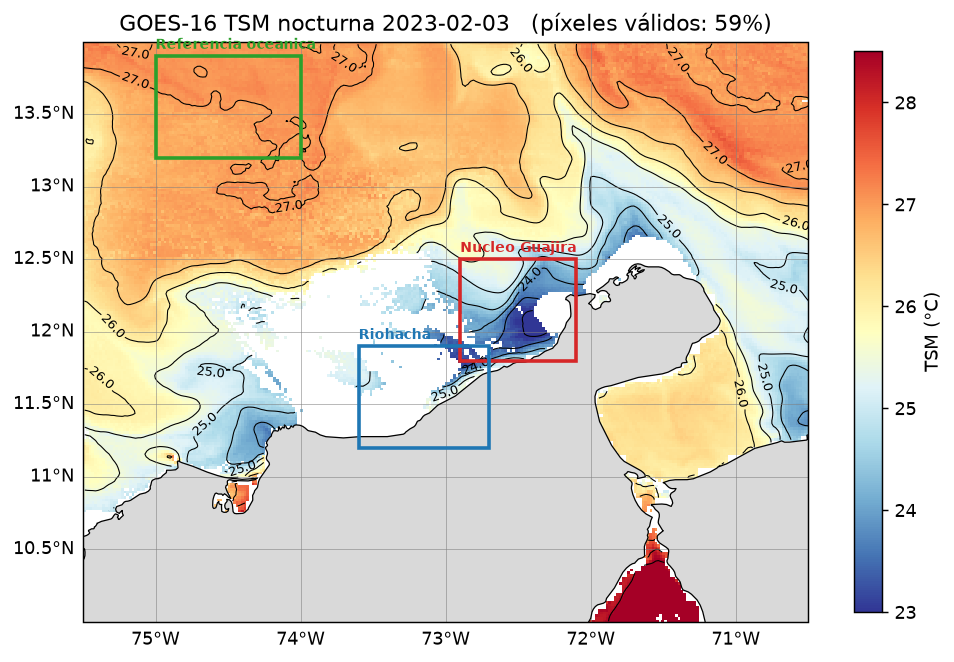 GOES-16 TSM nocturna 2023-02-03 (píxeles válidos: 59%)
Referencia oceanica
27.0
27.0
27.0
26.0
27.0
27.0
27.0
27.0
26.0
25.0
25.0
Nucleo Guajira
24.0
Riohacha
24.0
25.0
26.0
26.0
25.0
25.0
25.0
26.0
25.0
13.5°N
13°N
12.5°N
12°N
11.5°N
11°N
10.5°N
75°W
74°W
73°W
72°W
71°W
28
27
26
25
24
23
TSM (°C)